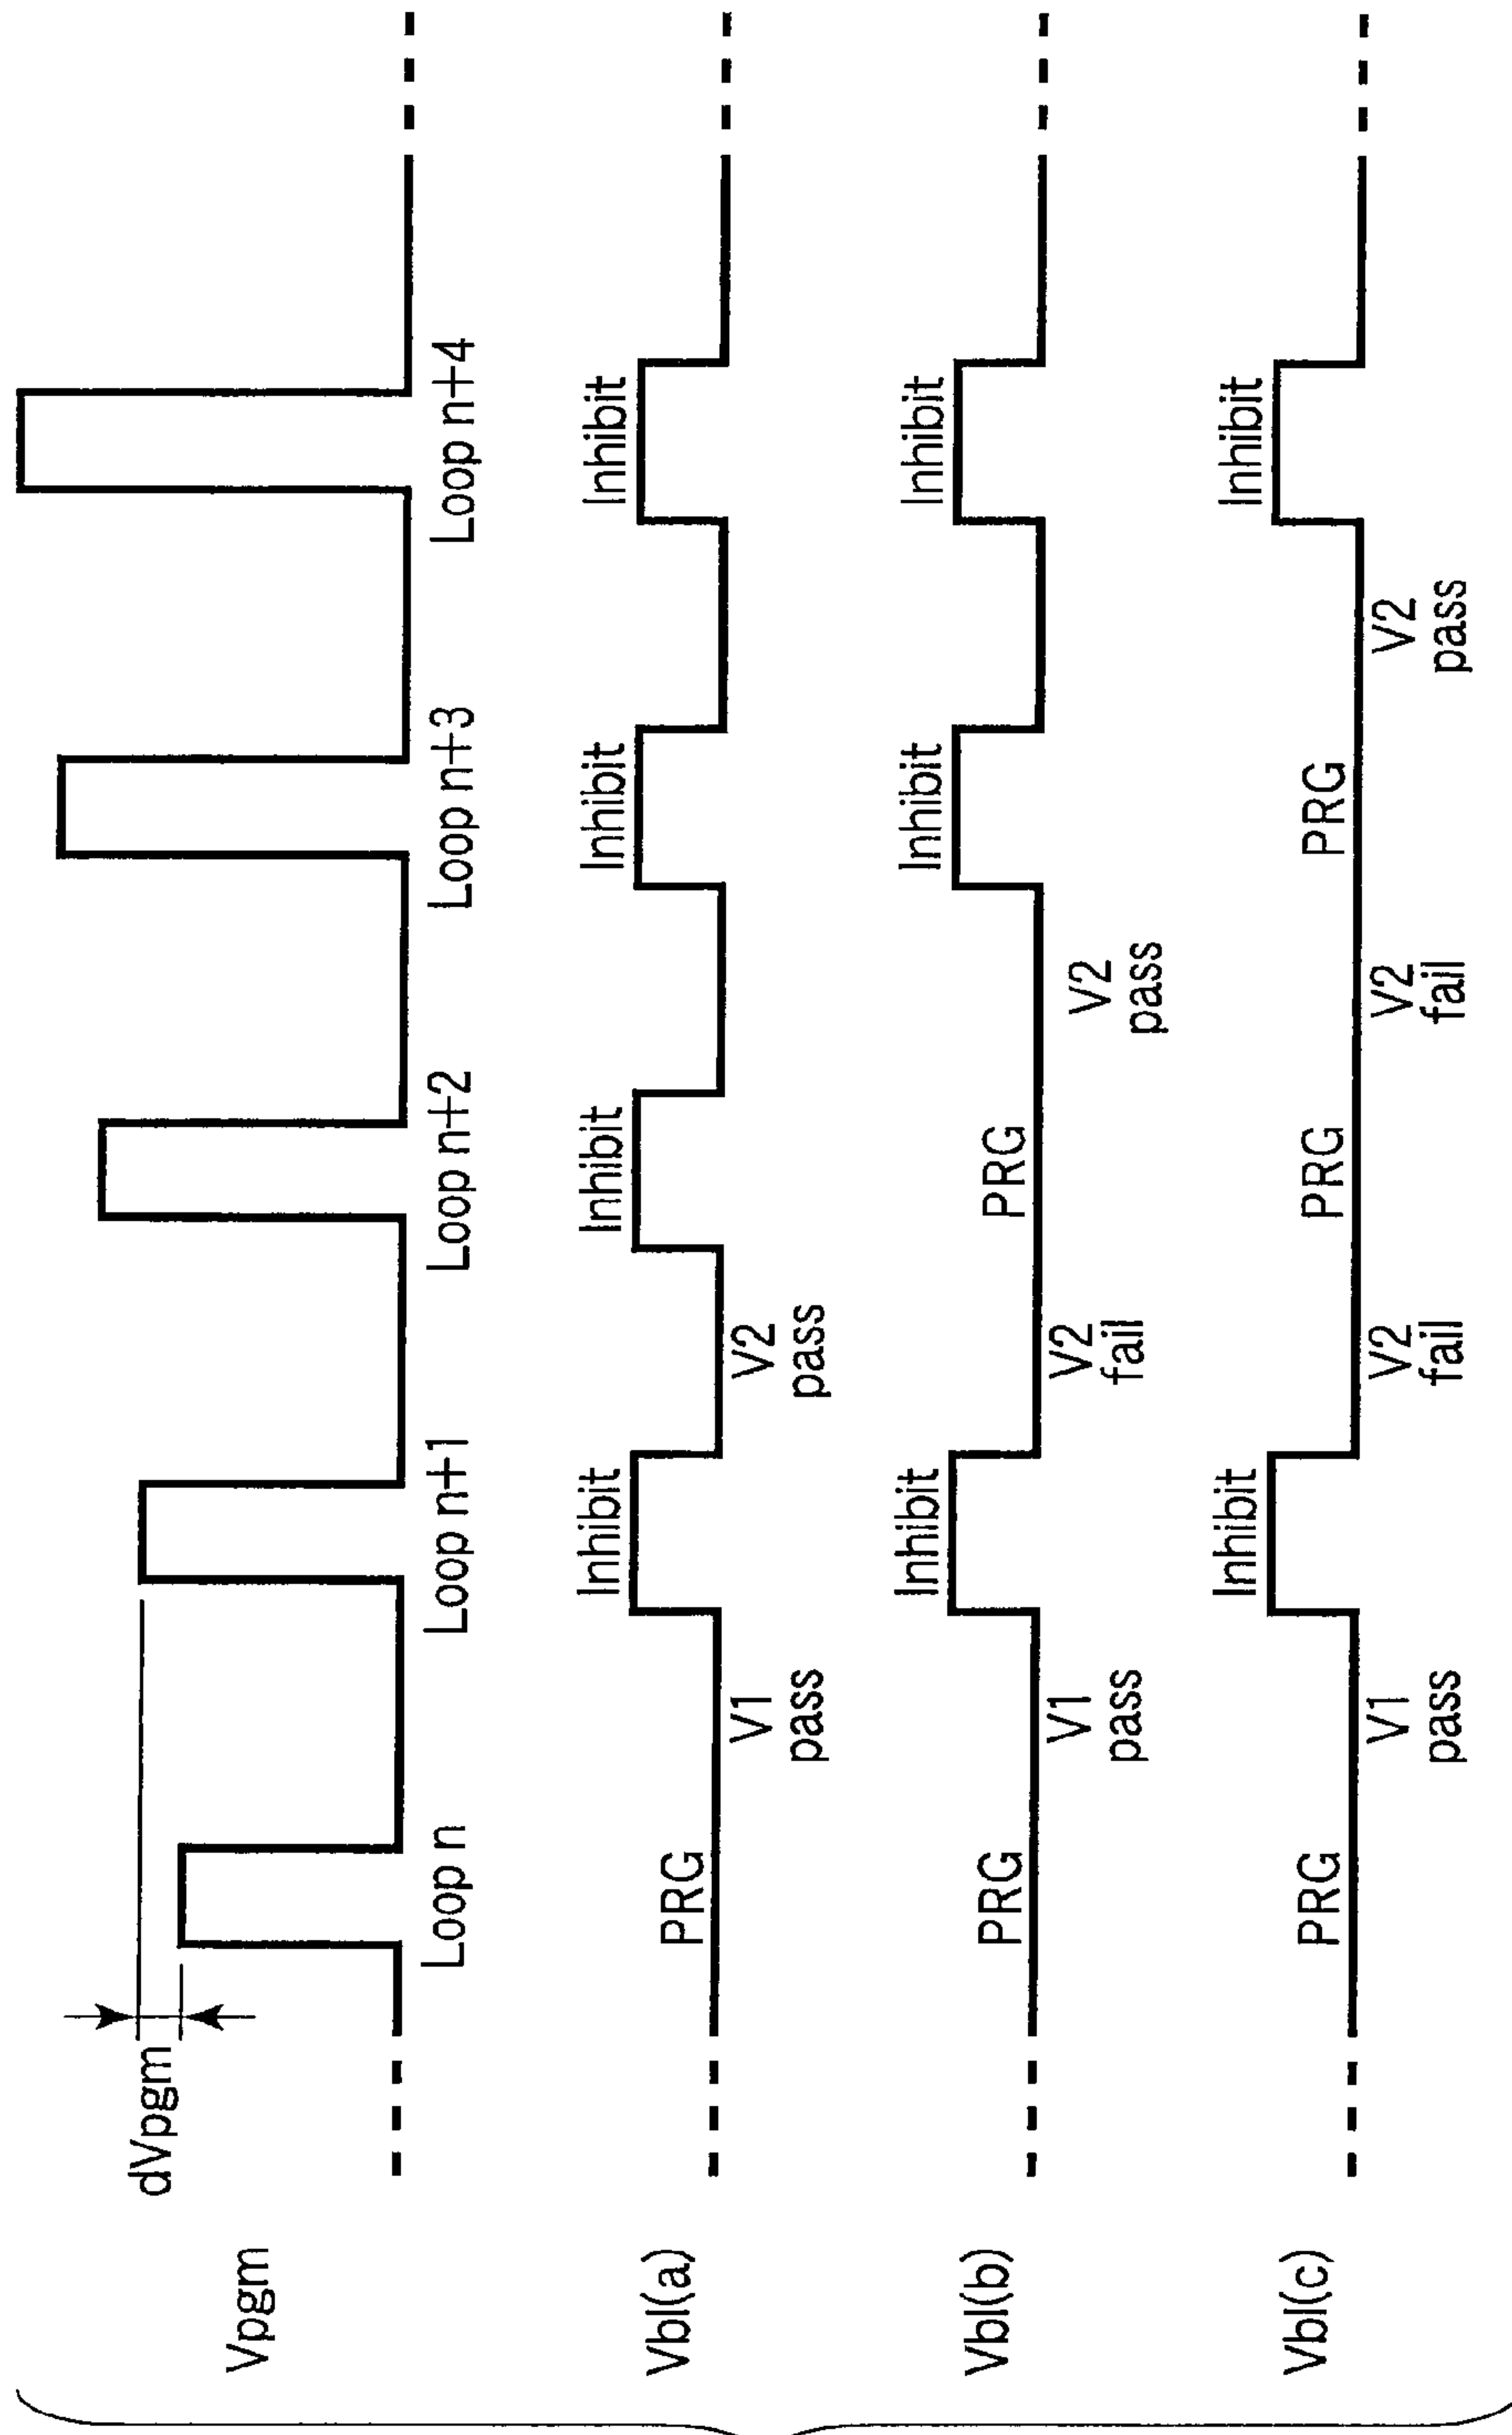 dVpgm
Vpgm
Loop n
Loop n+1
Loop n+2
Loop n+3
Loop n+4
Vbl(a)
PRG
V1
pass
Inhibit
V2
pass
Inhibit
Inhibit
Inhibit
Vbl(b)
PRG
V1
pass
Inhibit
V2
fail
PRG
V2
pass
Inhibit
Inhibit
Vbl(c)
PRG
V1
pass
Inhibit
V2
fail
PRG
V2
fail
PRG
V2
pass
Inhibit